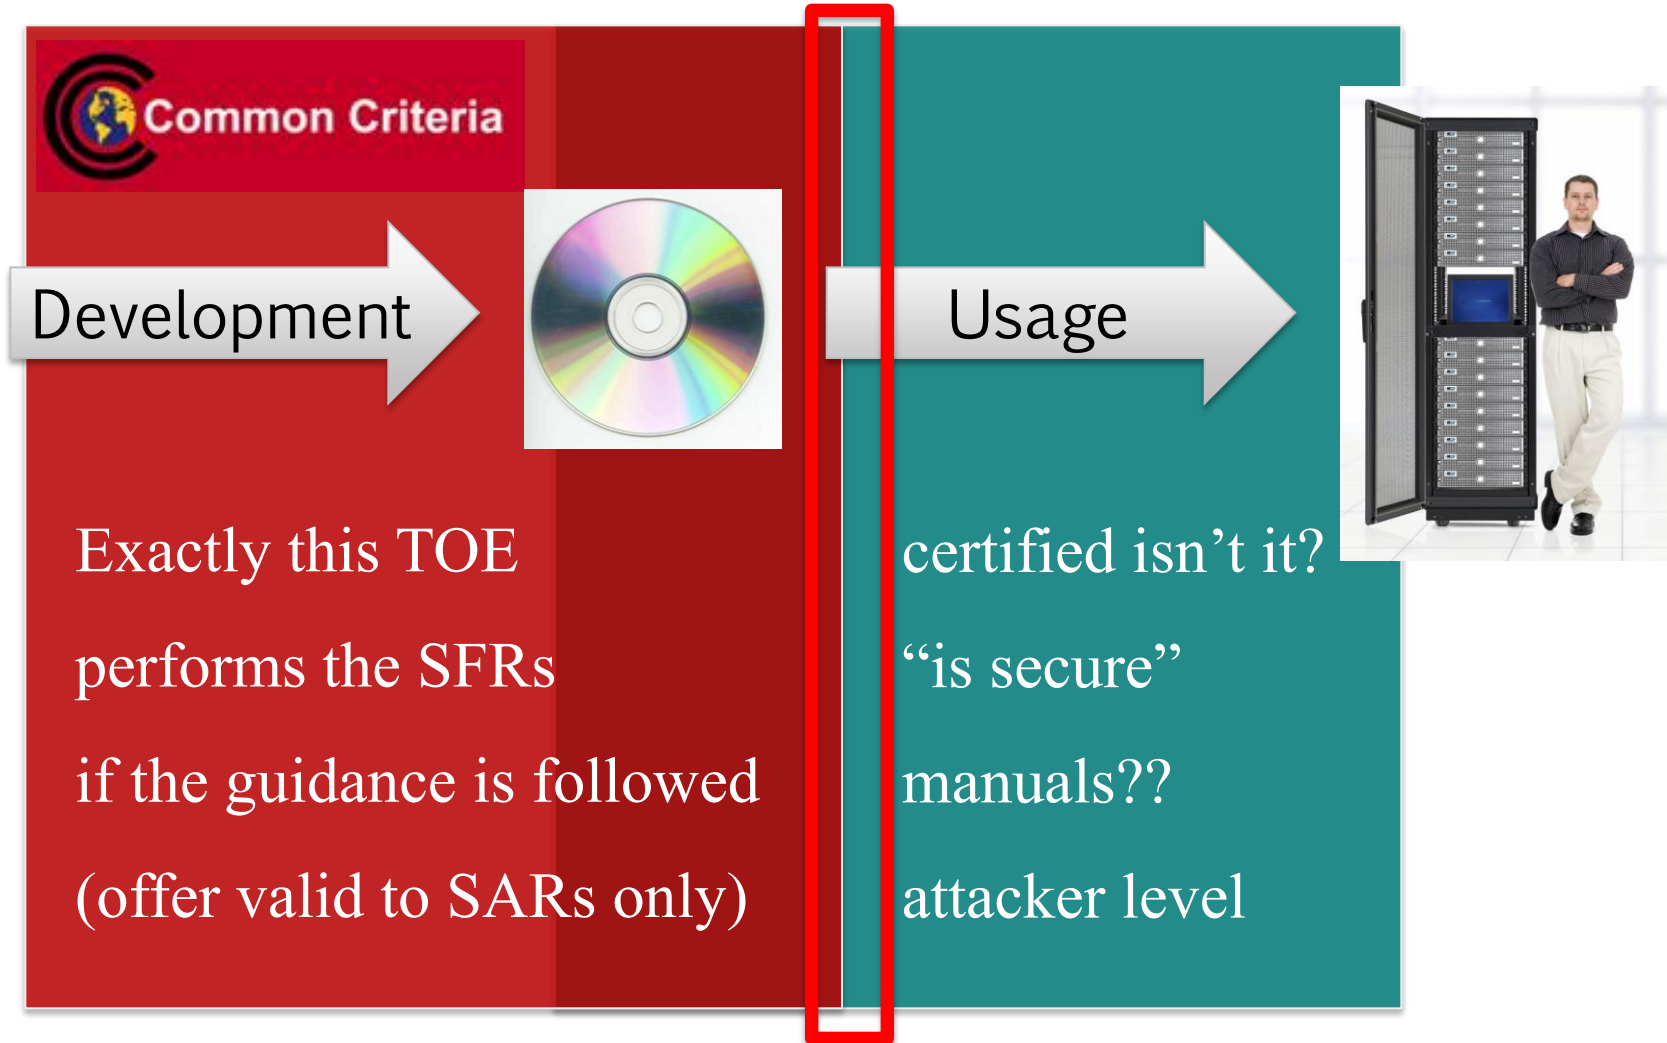 Common Criteria
Development
Usage
Exactly this TOE
performs the SFRs
if the guidance is followed
(offer valid to SARs only)
certified isn’t it?
“is secure”
manuals??
attacker level